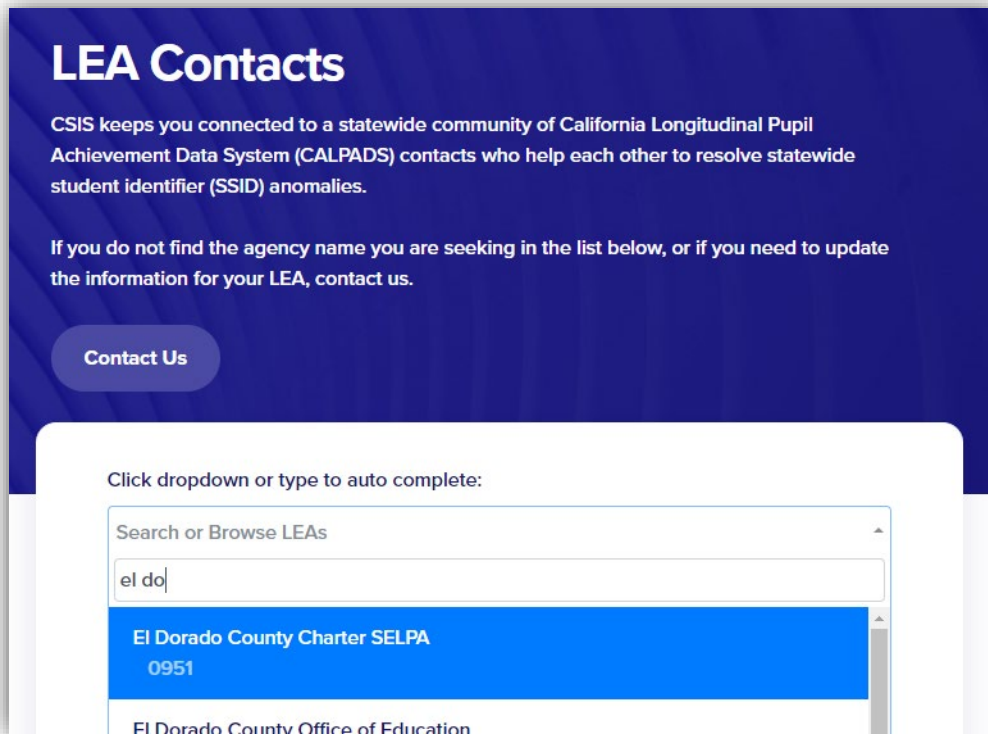 LEA Contacts
CSIS keeps you connected to a statewide community of California Longitudinal Pupil
Achievement Data System (CALPADS) contacts who help each other to resolve statewide
student identifier (SSID) anomalies.
If you do not find the agency name you are seeking in the list below, or if you need to update
the information for your LEA, contact us.
Contact Us
Click dropdown or type to auto complete:
Search or Browse LEAs
el do
El Dorado County Charter SELPA
0951
El Dorado County Office of Education